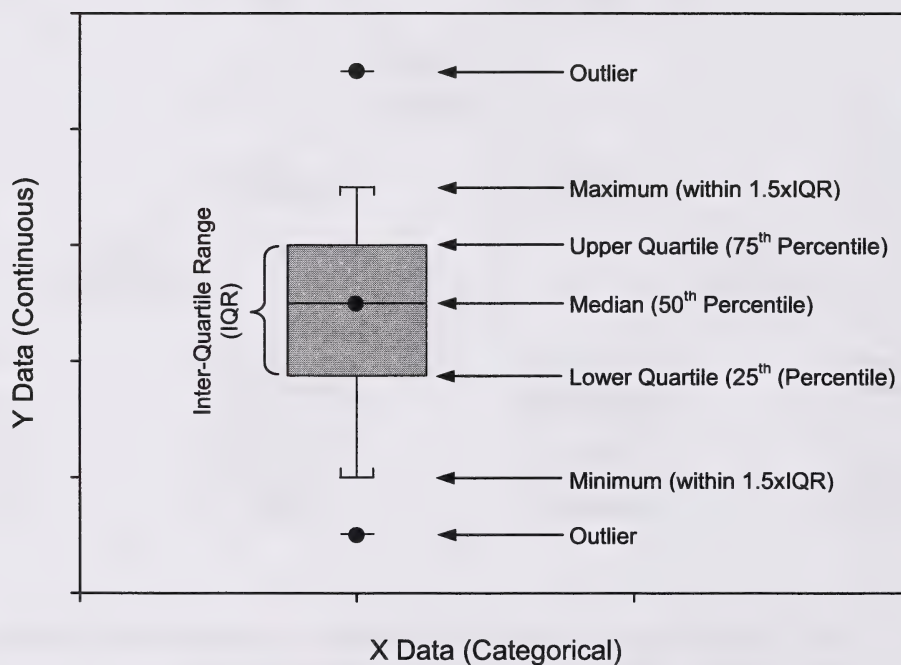 Outlier
Maximum (within 1.5xIQR)
Upper Quartile (75th Percentile)
Median (50th Percentile)
Lower Quartile (25th (Percentile)
Minimum (within 1.5xIQR)
Outlier
Inter-Quartile Range
(IQR)
Y Data (Continuous)
X Data (Categorical)